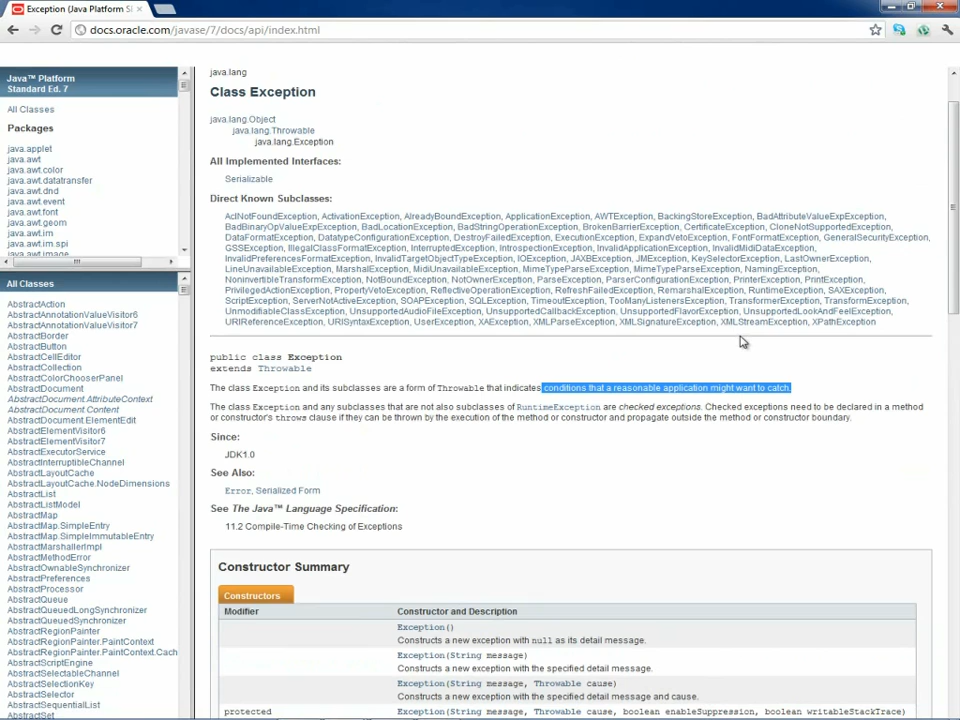 Exception (Java Platform S
docs.oracle.com/javase/7/docs/api/index.html
Java™ Platform
Standard Ed. 7
All Classes
Packages
java.applet
java.awt
java.awt.color
java.awt.datatransfer
java.awt.dnd
java.awt.event
java.awt.font
java.awt.geom
java.awt.im
java.awt.im.spi
java.awt.image
All Classes
AbstractAction
AbstractAnnotationValueVisitor6
AbstractAnnotationValueVisitor7
AbstractBorder
AbstractButton
AbstractCellEditor
AbstractCollection
AbstractColorChooserPanel
AbstractDocument
AbstractDocument.AttributeContext
AbstractDocument.Content
AbstractDocument.ElementEdit
AbstractElementVisitor6
AbstractElementVisitor7
AbstractExecutorService
AbstractInterruptibleChannel
AbstractLayoutCache
AbstractLayoutCache.NodeDimensions
AbstractList
AbstractListModel
AbstractMap
AbstractMap.SimpleEntry
AbstractMap.SimpleImmutableEntry
AbstractMarshallerImpl
AbstractMethodError
AbstractOwnableSynchronizer
AbstractPreferences
AbstractProcessor
AbstractQueue
AbstractQueuedLongSynchronizer
AbstractQueuedSynchronizer
AbstractRegionPainter
AbstractRegionPainter.PaintContext
AbstractRegionPainter.PaintContext.Cach
AbstractScriptEngine
AbstractSelectableChannel
AbstractSelectionKey
AbstractSelector
AbstractSequentialList
AbstractSet
java.lang
Class Exception
java.lang.Object
java.lang.Throwable
java.lang.Exception
All Implemented Interfaces:
Serializable
Direct Known Subclasses:
AclNotFoundException, ActivationException, AlreadyBoundException, ApplicationException, AWTException, BackingStoreException, BadAttributeValueExpException,
BadBinaryOpValueExpException, BadLocationException, BadStringOperationException, BrokenBarrierException, CertificateException, CloneNotSupportedException,
DataFormatException, DatatypeConfigurationException, DestroyFailedException, ExecutionException, ExpandVetoException, FontFormatException, GeneralSecurityException,
GSSException, IllegalClassFormatException, InterruptedException, IntrospectionException, InvalidApplicationException, InvalidMidiDataException,
InvalidPreferencesFormatException, InvalidTargetObjectTypeException, IOException, JAXBException, JMException, KeySelectorException, LastOwnerException,
LineUnavailableException, MarshalException, MidiUnavailableException, MimeTypeParseException, MimeTypeParseException, NamingException,
NoninvertibleTransformException, NotBoundException, NotOwnerException, ParseException, ParserConfigurationException, PrinterException, PrintException,
PrivilegedActionException, PropertyVetoException, ReflectiveOperationException, RefreshFailedException, RemarshalException, RuntimeException, SAXException,
ScriptException, ServerNotActiveException, SOAPException, SQLException, TimeoutException, TooManyListenersException, TransformerException, TransformException,
UnmodifiableClassException, UnsupportedAudioFileException, UnsupportedCallbackException, UnsupportedFlavorException, UnsupportedLookAndFeelException,
URIReferenceException, URISyntaxException, UserException, XAException, XMLParseException, XMLSignatureException, XMLStreamException, XPathException
public class Exception
extends Throwable
The class Exception and its subclasses are a form of Throwable that indicates conditions that a reasonable application might want to catch.
The class Exception and any subclasses that are not also subclasses of RuntimeException are checked exceptions. Checked exceptions need to be declared in a method
or constructor's throws clause if they can be thrown by the execution of the method or constructor and propagate outside the method or constructor boundary.
Since:
JDK1.0
See Also:
Error, Serialized Form
See The Java™ Language Specification:
11.2 Compile-Time Checking of Exceptions
Constructor Summary
Constructors
Modifier Constructor and Description
Exception()
Constructs a new exception with null as its detail message.
Exception(String message)
Constructs a new exception with the specified detail message.
Exception(String message, Throwable cause)
Constructs a new exception with the specified detail message and cause.
protected Exception(String message, Throwable cause, boolean enableSuppression, boolean writableStackTrace)